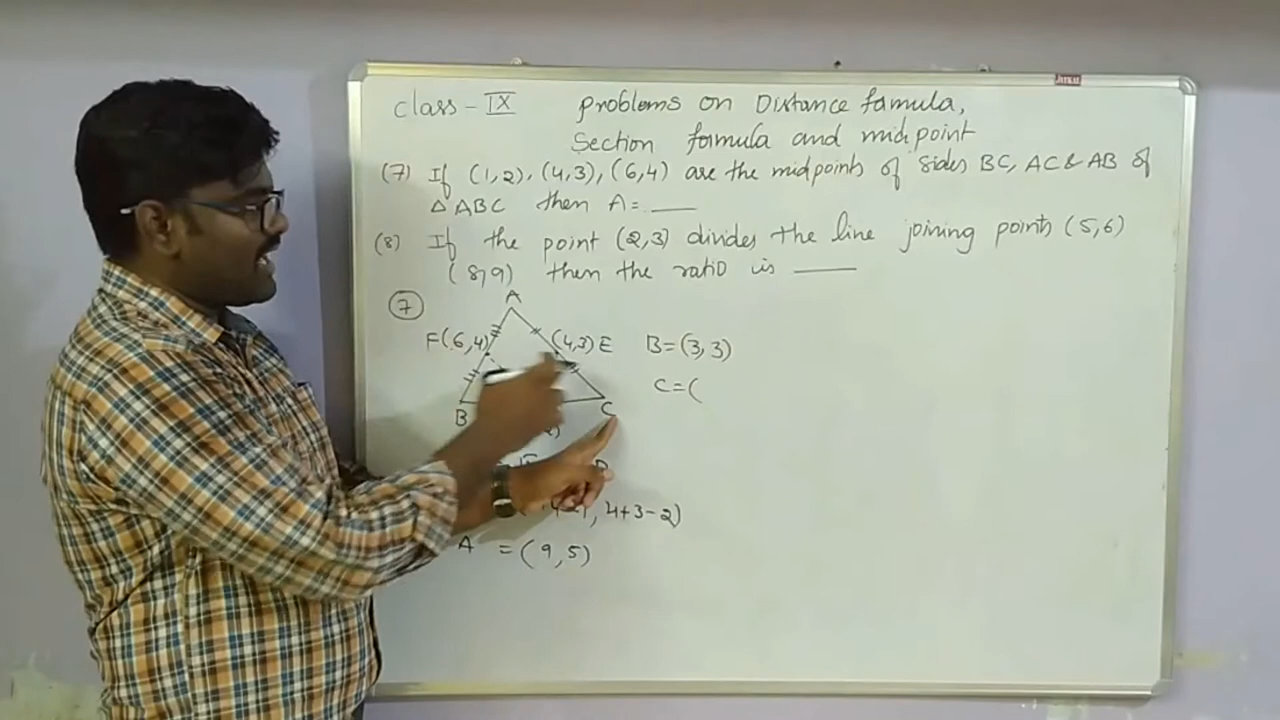 Class - IX problems on Distance famula,
Section formula and midpoint
(7) If (1,2), (4,3), (6,4) are the midpoints of sides BC, AC & AB of
△ ABC then A = ___
(8) If the point (2,3) divides the line joining points (5,6)
(8,9) then the ratio is ___
7
A
F(6,4) (4,3) E B=(3,3)
C=(
B C
, 4+3-2)
A = (9,5)